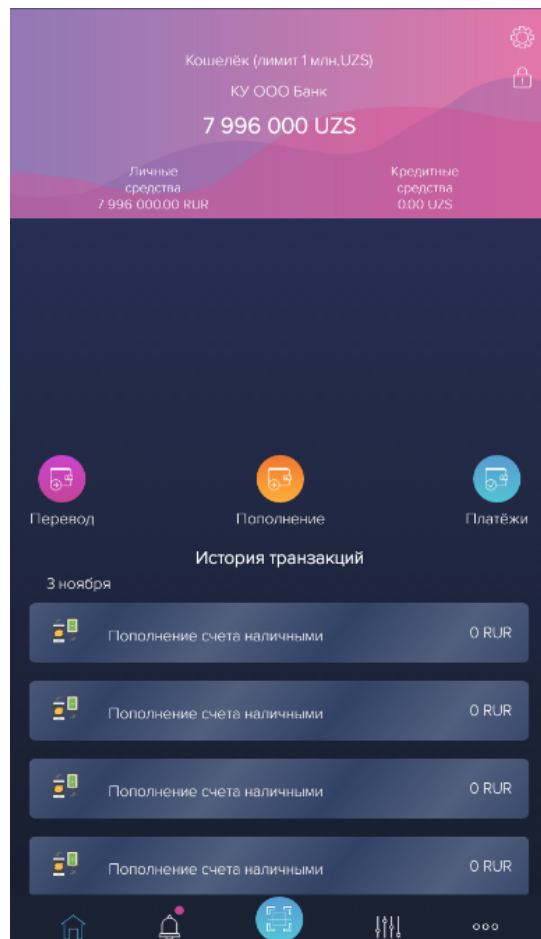 Кошелёк (лимит 1 млн.UZS)
КУ ООО Банк
7 996 000 UZS
Личные
средства
7 996 000.00 RUR
Кредитные
средства
0.00 UZS
Перевод
Пополнение
Платёжи
История транзакций
3 ноября
Пополнение счета наличными
0 RUR
Пополнение счета наличными
0 RUR
Пополнение счета наличными
0 RUR
Пополнение счета наличными
0 RUR